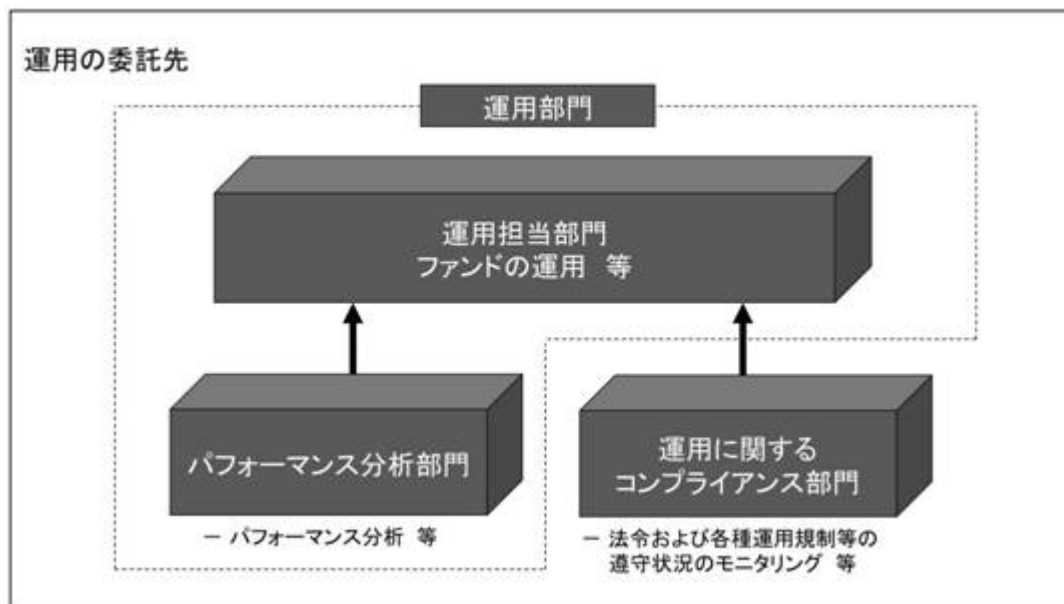 運用の委託先
運用部門
運用担当部門
ファンドの運用 等
パフォーマンス分析部門
− パフォーマンス分析 等
運用に関する
コンプライアンス部門
− 法令および各種運用規制等の
遵守状況のモニタリング 等